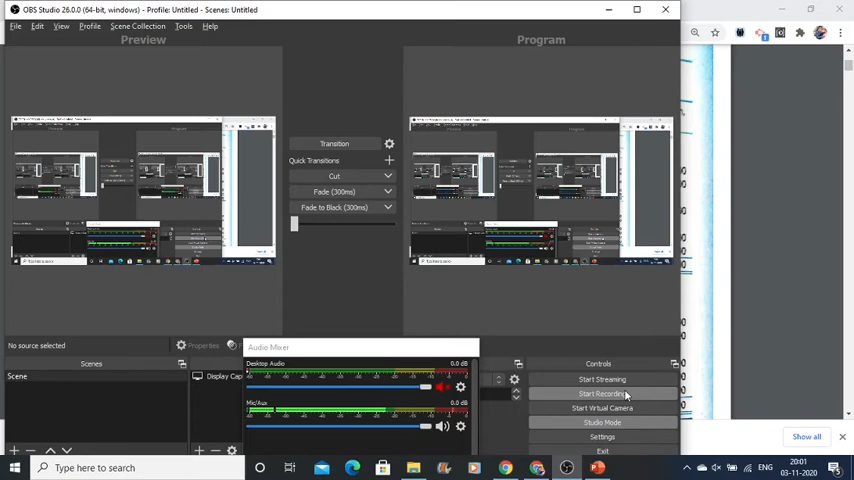 OBS Studio 26.0.0 (64-bit, windows) - Profile: Untitled - Scenes: Untitled
File Edit View Profile Scene Collection Tools Help
Preview
Program
Transition
Quick Transitions
Cut
Fade (300ms)
Fade to Black (300ms)
No source selected
Properties
Scenes
Scene
Display Cap
Audio Mixer
Desktop Audio 0.0 dB
Mic/Aux 0.0 dB
Controls
Start Streaming
Start Recording
Start Virtual Camera
Studio Mode
Settings
Exit
Show all
Type here to search
ENG
20:01
03-11-2020